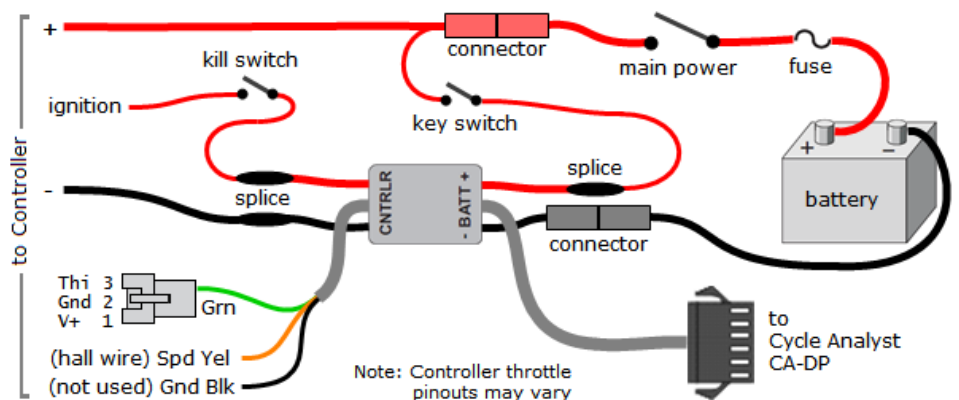 +
connector
main power
fuse
kill switch
ignition
key switch
+ -
battery
to Controller
-
splice
splice
CNTRLR
- BATT +
connector
Thi 3
Gnd 2
V+ 1
Grn
(hall wire) Spd Yel
(not used) Gnd Blk
Note: Controller throttle
pinouts may vary
to
Cycle Analyst
CA-DP